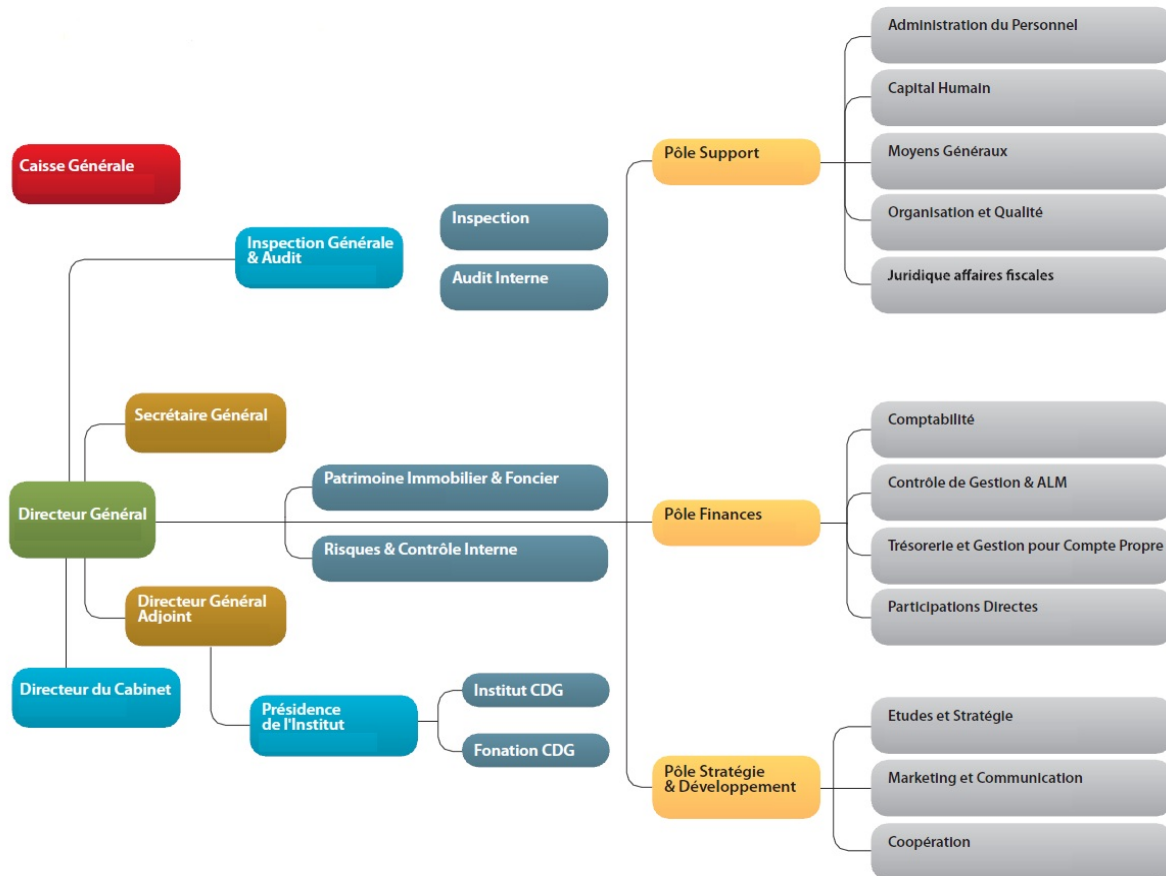 Caisse Générale
Inspection Générale
& Audit
Inspection
Audit Interne
Secrétaire Général
Directeur Général
Patrimoine Immobilier & Foncier
Risques & Contrôle Interne
Directeur Général
Adjoint
Directeur du Cabinet
Présidence
de l'Institut
Institut CDG
Fonation CDG
Pôle Support
Administration du Personnel
Capital Humain
Moyens Généraux
Organisation et Qualité
Juridique affaires fiscales
Pôle Finances
Comptabilité
Contrôle de Gestion & ALM
Trésorerie et Gestion pour Compte Propre
Participations Directes
Pôle Stratégie
& Développement
Etudes et Stratégie
Marketing et Communication
Coopération